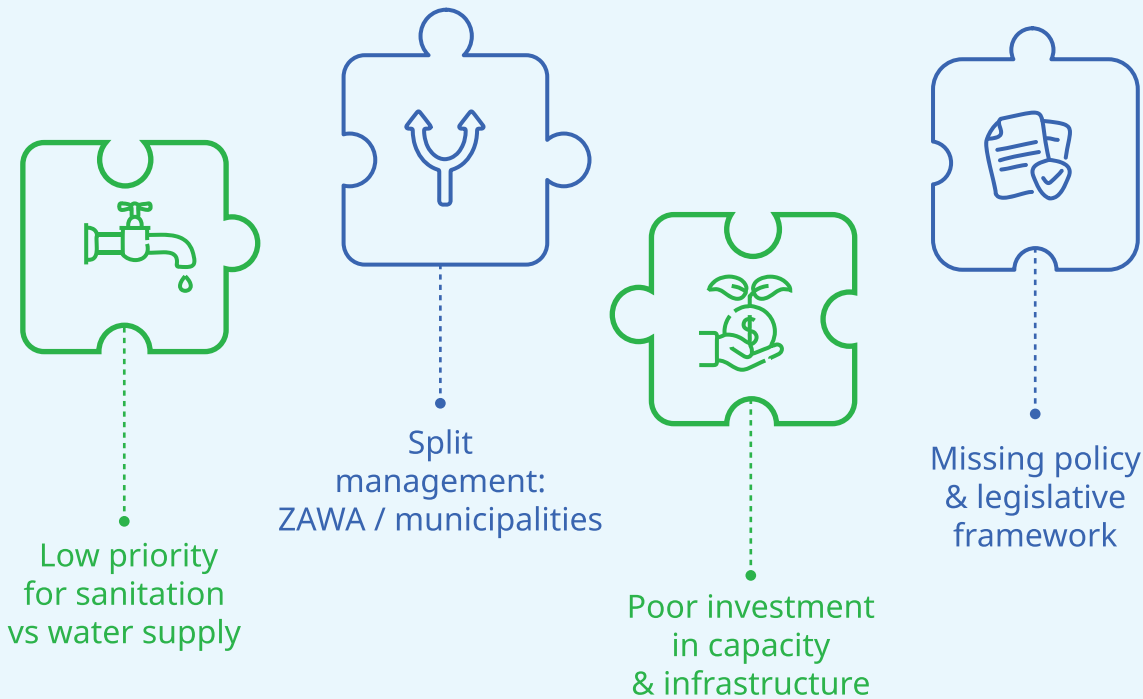 Low priority
for sanitation
vs water supply
Split
management:
ZAWA / municipalities
$
Poor investment
in capacity
& infrastructure
Missing policy
& legislative
framework